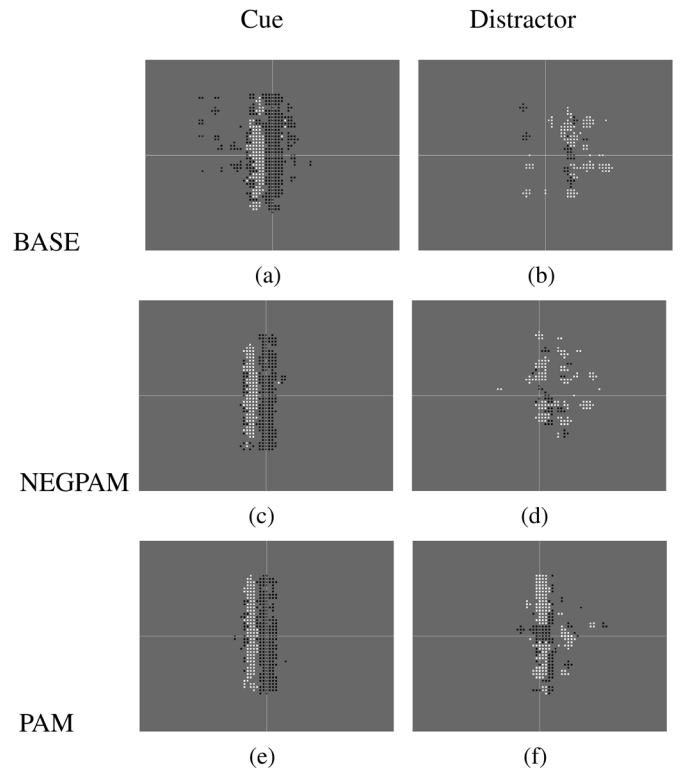 Cue Distractor
BASE
(a) (b)
NEGPAM
(c) (d)
PAM
(e) (f)